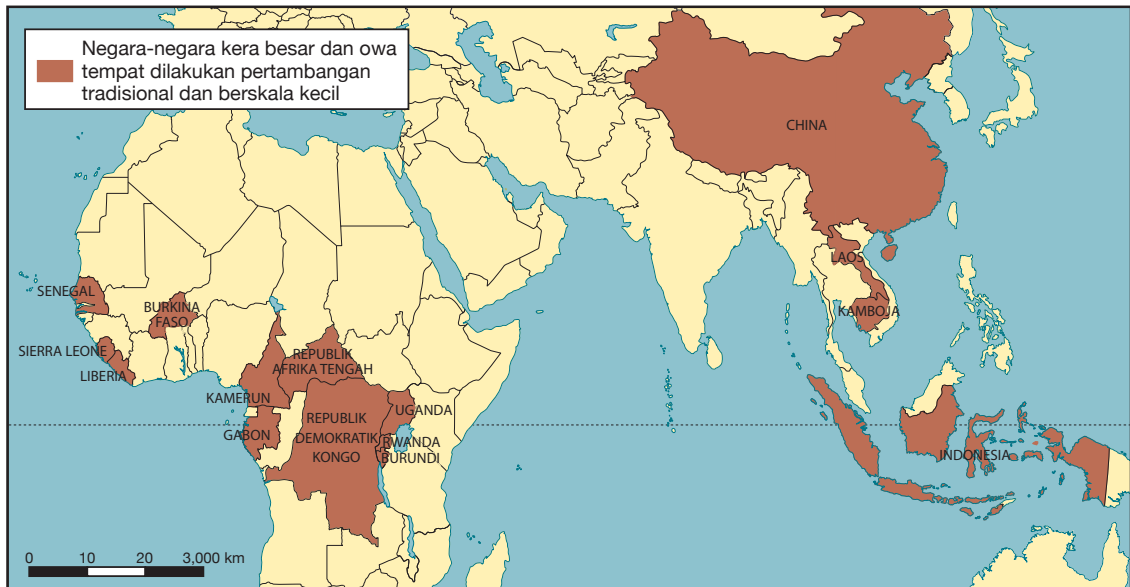 Negara-negara kera besar dan owa
tempat dilakukan pertambangan
tradisional dan berskala kecil
CHINA
LAOS
KAMBOJA
SENEGAL
BURKINA
FASO
SIERRA LEONE
LIBERIA
REPUBLIK
AFRIKA TENGAH
KAMERUN
UGANDA
REPUBLIK
DEMOKRATIK
KONGO
GABON
RWANDA
BURUNDI
INDONESIA
0 10 20 3,000 km